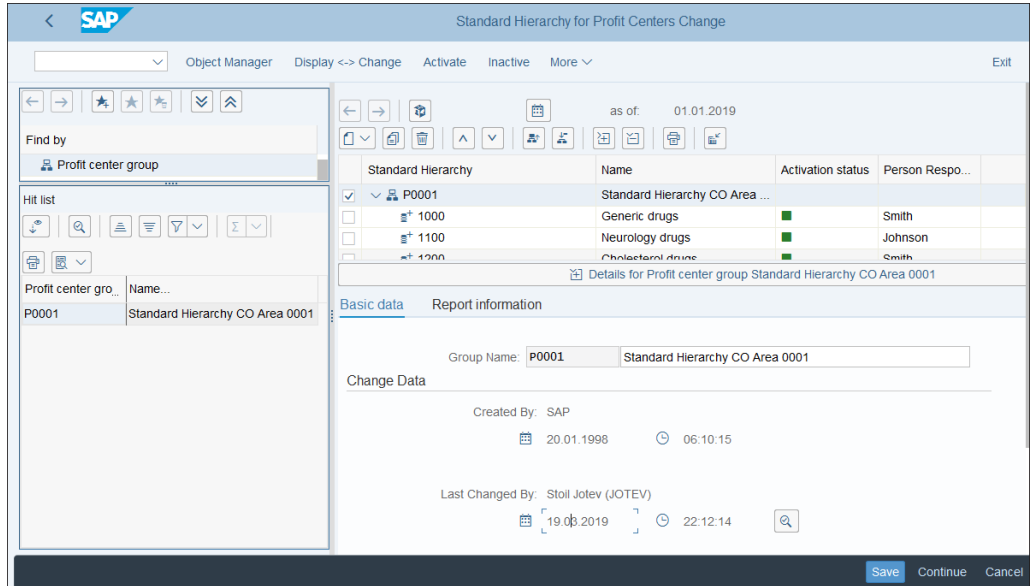 SAP
Standard Hierarchy for Profit Centers Change
Object Manager Display <-> Change Activate Inactive More Exit
Find by
Profit center group
Hit list
Profit center gro... Name...
P0001 Standard Hierarchy CO Area 0001
as of: 01.01.2019
Standard Hierarchy Name Activation status Person Respo...
P0001 Standard Hierarchy CO Area ...
1000 Generic drugs Smith
1100 Neurology drugs Johnson
1200 Cholesterol drugs Smith
Details for Profit center group Standard Hierarchy CO Area 0001
Basic data Report information
Group Name: P0001 Standard Hierarchy CO Area 0001
Change Data
Created By: SAP
20.01.1998 06:10:15
Last Changed By: Stoil Jotev (JOTEV)
19.03.2019 22:12:14
Save Continue Cancel